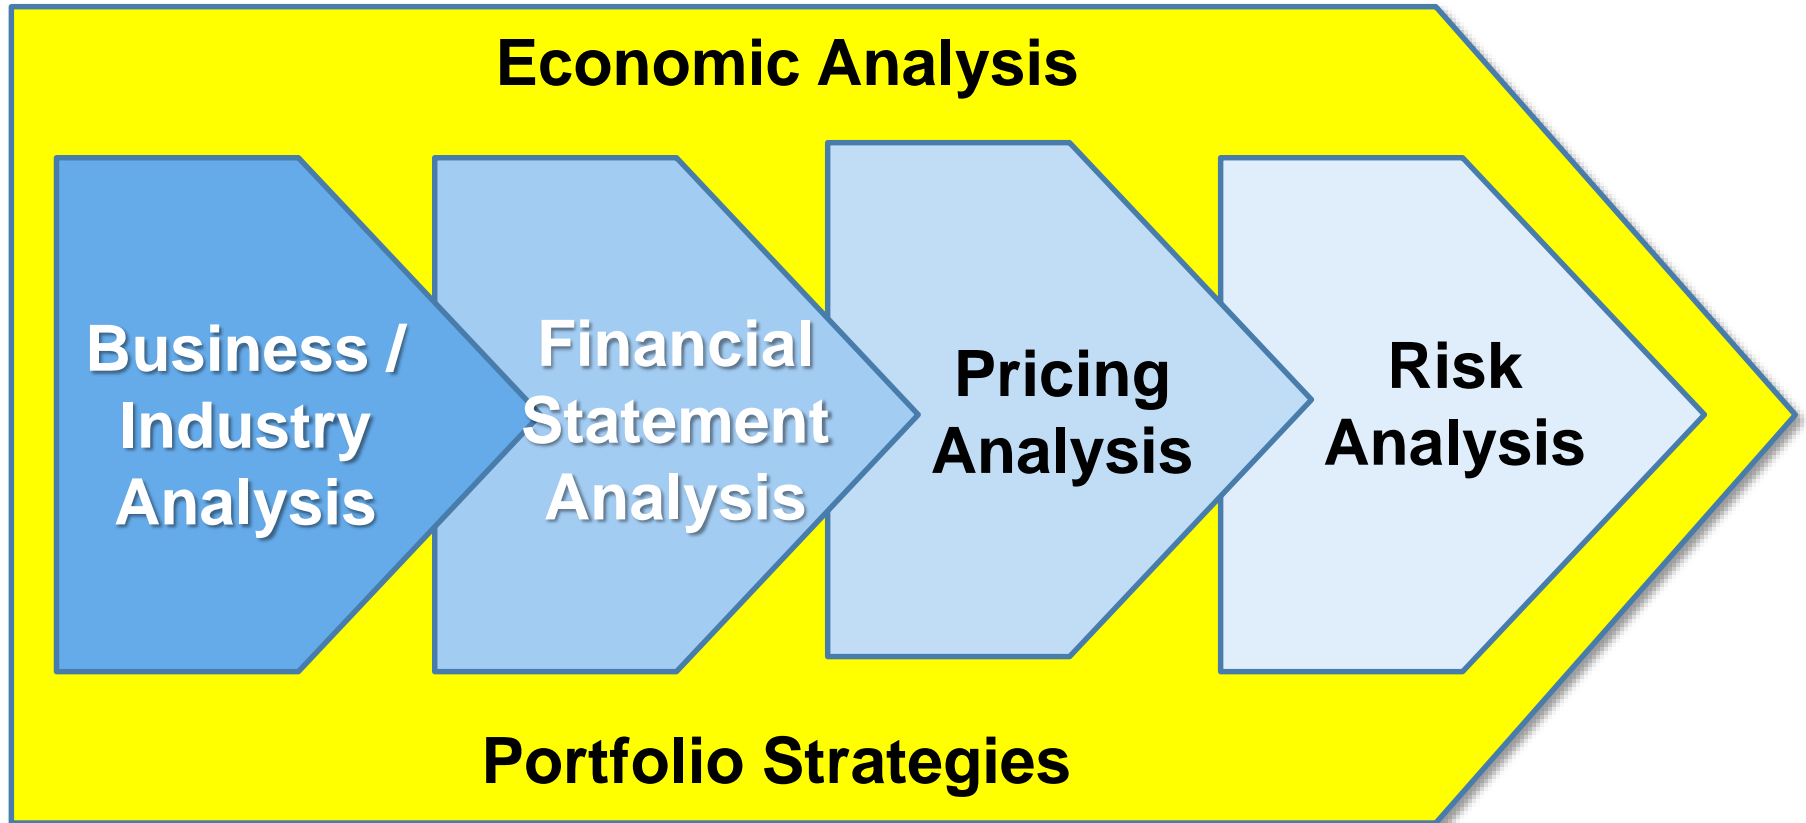 Economic Analysis
Business /
Industry
Analysis
Financial
Statement
Analysis
Pricing
Analysis
Risk
Analysis
Portfolio Strategies